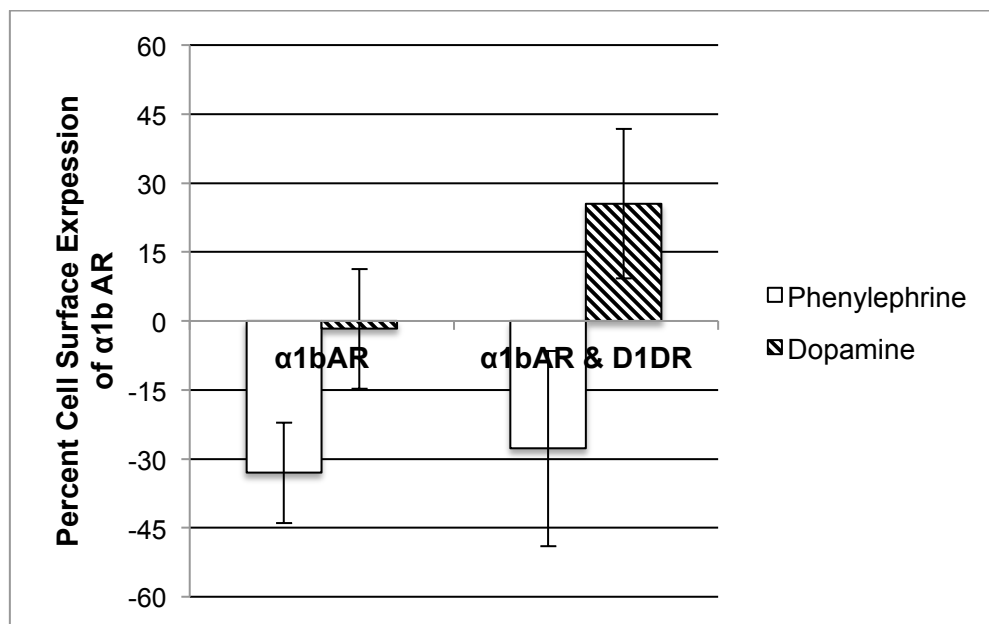 Percent Cell Surface Exrpession
of α1b AR
60
45
30
15
0
-15
-30
-45
-60
α1bAR
α1bAR & D1DR
Phenylephrine
Dopamine